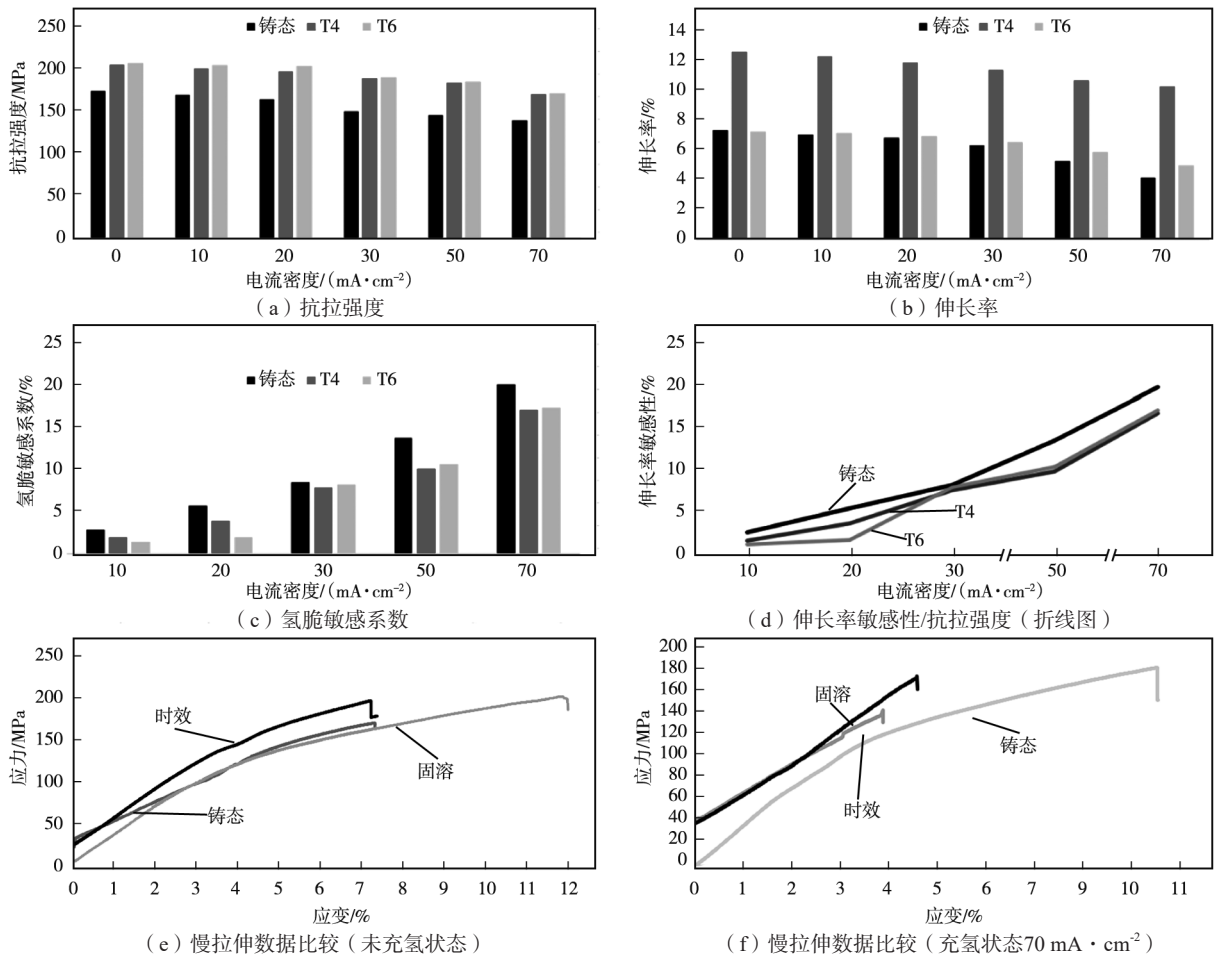 250
200
150
100
50
0
抗拉强度/MPa
铸态 T4 T6
0 10 20 30 50 70
电流密度/(mA·cm⁻²)
(a)抗拉强度
14
12
10
8
6
4
2
0
伸长率/%
铸态 T4 T6
0 10 20 30 50 70
电流密度/(mA·cm⁻²)
(b)伸长率
25
20
15
10
5
0
氢脆敏感系数/%
铸态 T4 T6
10 20 30 50 70
电流密度/(mA·cm⁻²)
(c)氢脆敏感系数
25
20
15
10
5
0
伸长率敏感性/%
铸态
T4
T6
10 20 30 50 70
电流密度/(mA·cm⁻²)
(d)伸长率敏感性/抗拉强度(折线图)
250
200
150
100
50
0
应力/MPa
时效
固溶
铸态
0 1 2 3 4 5 6 7 8 9 10 11 12
应变/%
(e)慢拉伸数据比较(未充氢状态)
200
180
160
140
120
100
80
60
40
20
0
应力/MPa
固溶
铸态
时效
0 1 2 3 4 5 6 7 8 9 10 11
应变/%
(f)慢拉伸数据比较(充氢状态70 mA·cm⁻²)